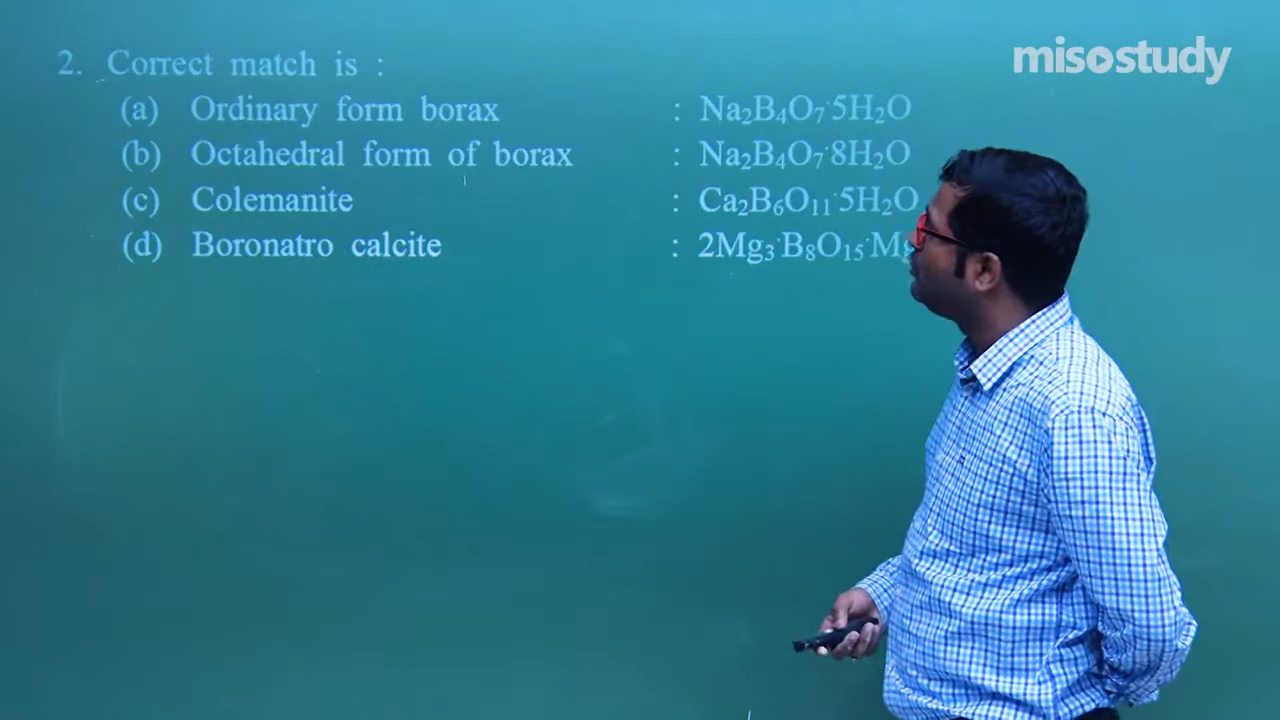 misostudy
2. Correct match is :
(a) Ordinary form borax : Na₂B₄O₇·5H₂O
(b) Octahedral form of borax : Na₂B₄O₇·8H₂O
(c) Colemanite : Ca₂B₆O₁₁·5H₂O
(d) Boronatro calcite : 2Mg₃·B₈O₁₅·Mg